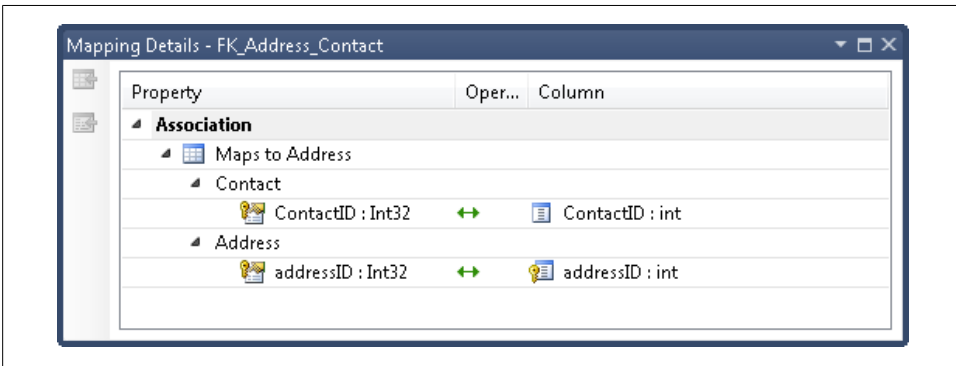 Mapping Details - FK_Address_Contact
Property Oper... Column
Association
Maps to Address
Contact
ContactID : Int32 ContactID : int
Address
addressID : Int32 addressID : int